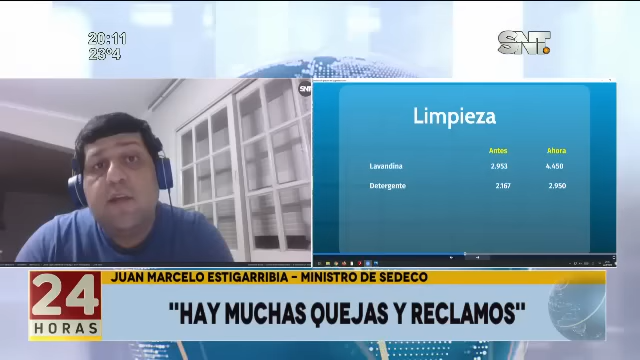 20:11
23°4
SNT
SNT
Limpieza
Antes
Ahora
Lavandina
2.953
4.450
Detergente
2.167
2.950
JUAN MARCELO ESTIGARRIBIA - MINISTRO DE SEDECO
24
HORAS
"HAY MUCHAS QUEJAS Y RECLAMOS"